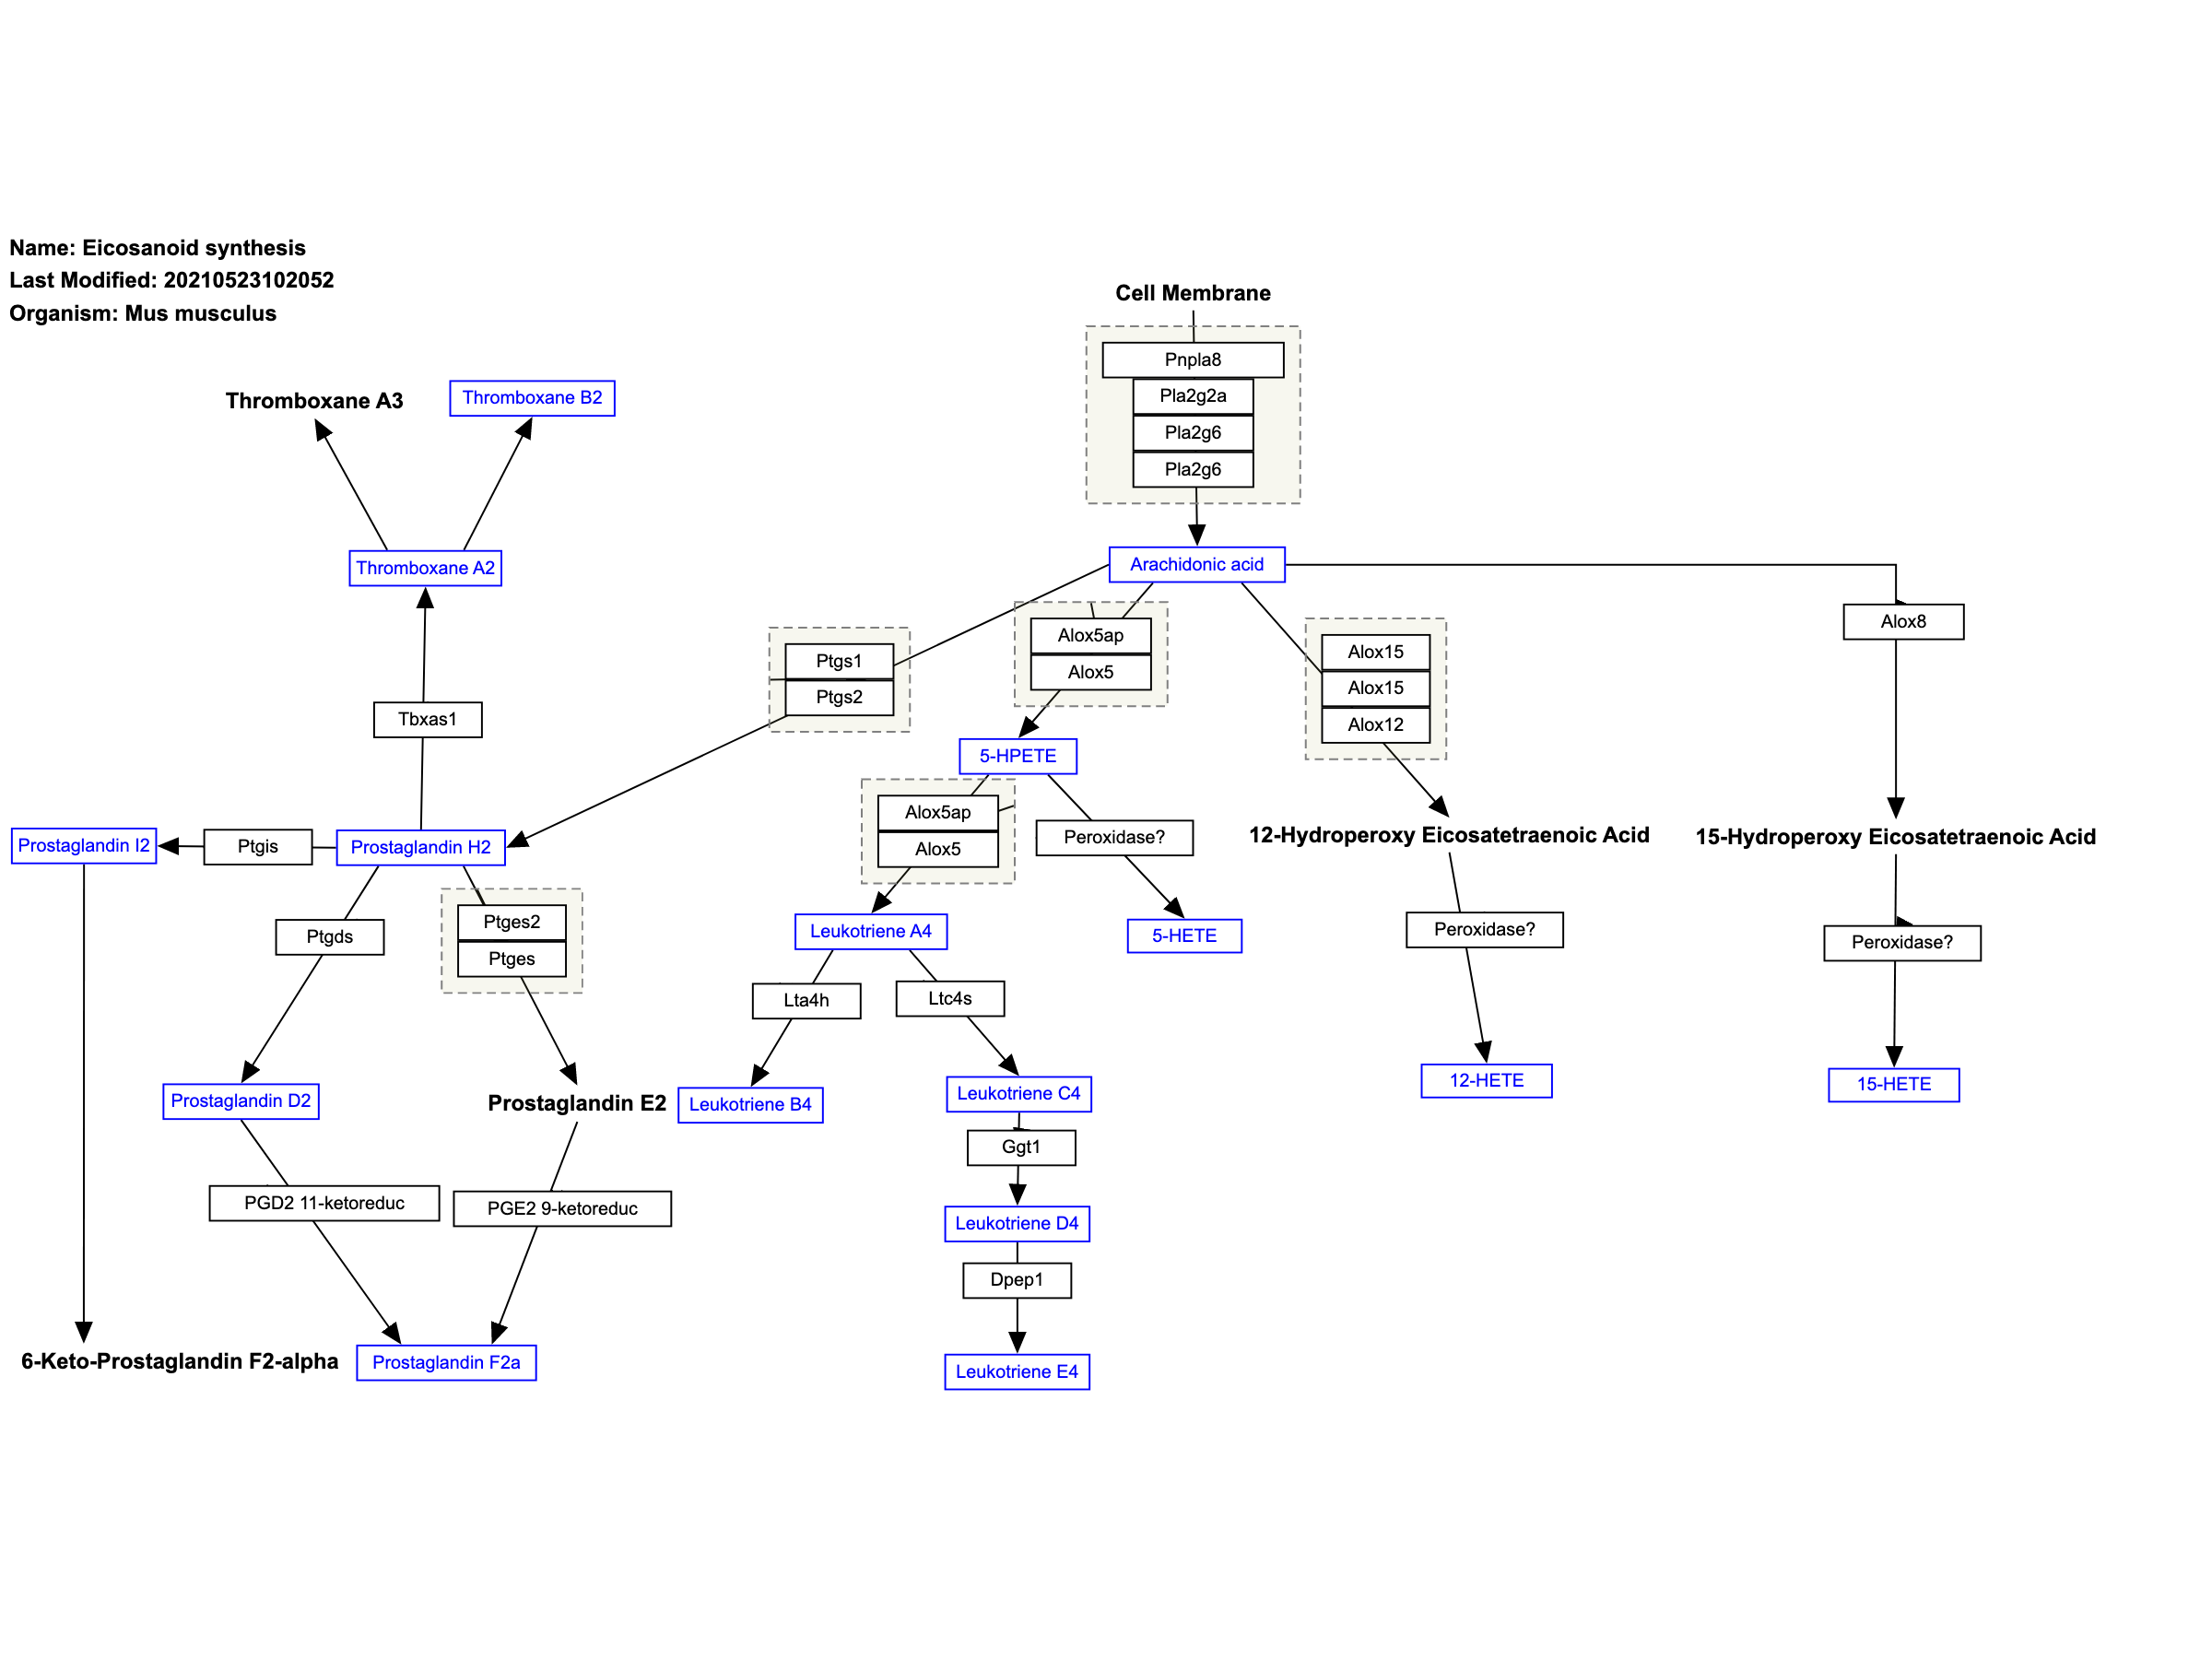 Name: Eicosanoid synthesis
Last Modified: 20210523102052
Organism: Mus musculus
Cell Membrane
Pnpla8
Pla2g2a
Pla2g6
Pla2g6
Thromboxane A3
Thromboxane B2
Thromboxane A2
Arachidonic acid
Tbxas1
Ptgs1
Ptgs2
Alox5ap
Alox5
Alox15
Alox15
Alox12
Alox8
5-HPETE
Prostaglandin I2
Ptgis
Prostaglandin H2
Alox5ap
Alox5
Peroxidase?
12-Hydroperoxy Eicosatetraenoic Acid
15-Hydroperoxy Eicosatetraenoic Acid
Ptgds
Ptges2
Ptges
Leukotriene A4
5-HETE
Peroxidase?
Peroxidase?
Lta4h
Ltc4s
Prostaglandin D2
Prostaglandin E2
Leukotriene B4
Leukotriene C4
12-HETE
15-HETE
Ggt1
PGD2 11-ketoreduc
PGE2 9-ketoreduc
Leukotriene D4
Dpep1
6-Keto-Prostaglandin F2-alpha
Prostaglandin F2a
Leukotriene E4